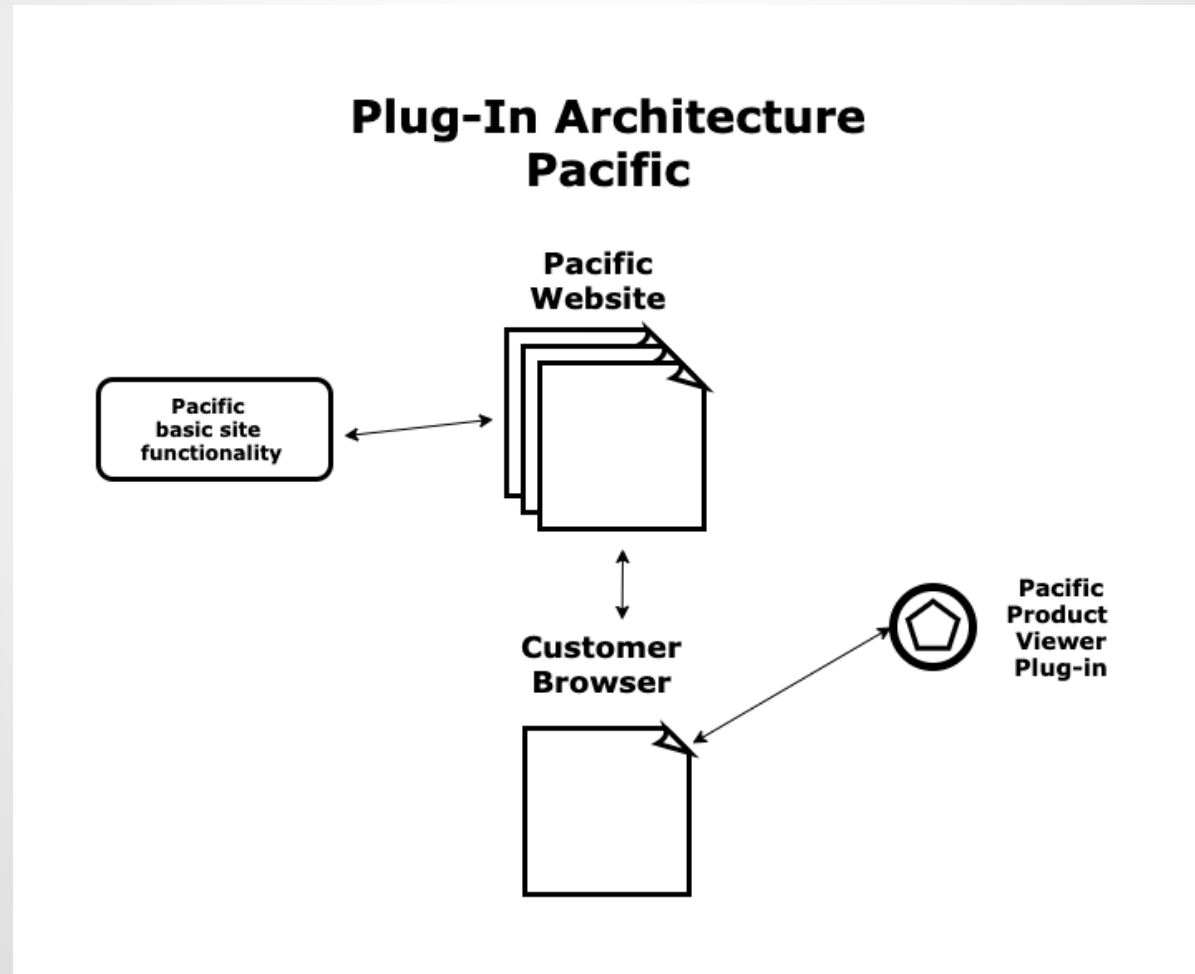 Plug-In Architecture
Pacific
Pacific
Website
Pacific
basic site
functionality
Customer
Browser
Pacific
Product
Viewer
Plug-in